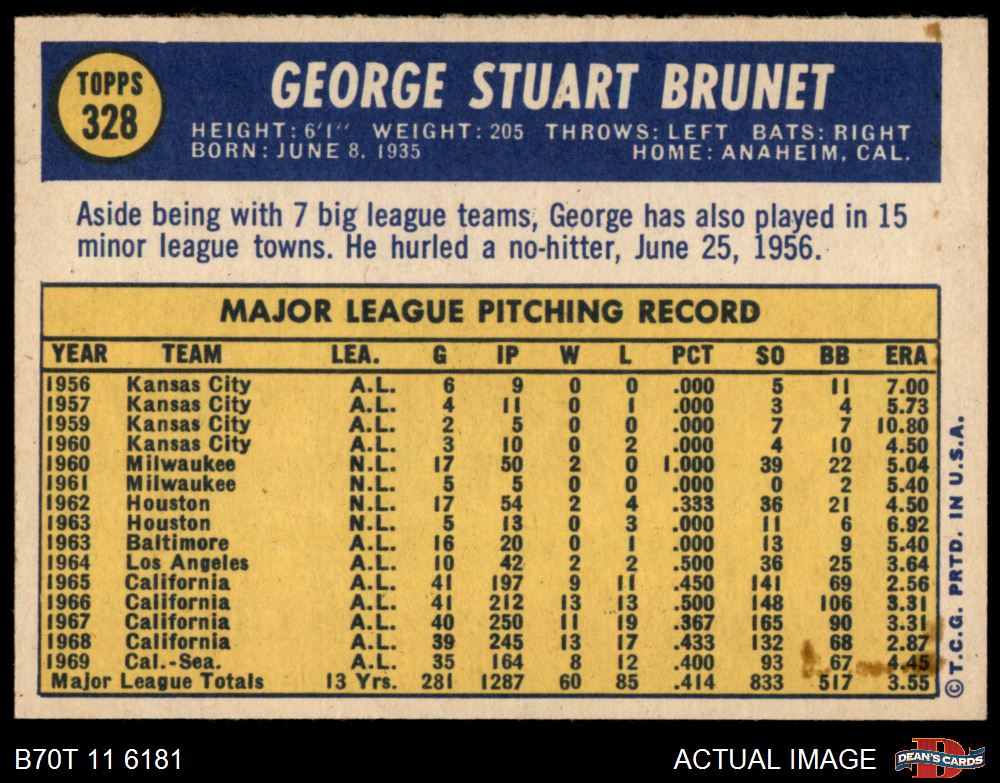 TOPPS
328
GEORGE STUART BRUNET
HEIGHT: 6'1" WEIGHT: 205 THROWS: LEFT BATS: RIGHT
BORN: JUNE 8, 1935 HOME: ANAHEIM, CAL.
Aside being with 7 big league teams, George has also played in 15
minor league towns. He hurled a no-hitter, June 25, 1956.
MAJOR LEAGUE PITCHING RECORD
YEAR TEAM LEA. G IP W L PCT SO BB ERA
1956 Kansas City A.L. 6 9 0 0 .000 5 11 7.00
1957 Kansas City A.L. 4 11 0 1 .000 3 4 5.73
1959 Kansas City A.L. 2 5 0 0 .000 7 7 10.80
1960 Kansas City A.L. 3 10 0 2 .000 4 10 4.50
1960 Milwaukee N.L. 17 50 2 0 1.000 39 22 5.04
1961 Milwaukee N.L. 5 5 0 0 .000 0 2 5.40
1962 Houston N.L. 17 54 2 4 .333 36 21 4.50
1963 Houston N.L. 5 13 0 3 .000 11 6 6.92
1963 Baltimore A.L. 16 20 0 1 .000 13 9 5.40
1964 Los Angeles A.L. 10 42 2 2 .500 36 25 3.64
1965 California A.L. 41 197 9 11 .450 141 69 2.56
1966 California A.L. 41 212 13 13 .500 148 106 3.31
1967 California A.L. 40 250 11 19 .367 165 90 3.31
1968 California A.L. 39 245 13 17 .433 132 68 2.87
1969 Cal.-Sea. A.L. 35 164 8 12 .400 93 67 4.45
Major League Totals 13 Yrs. 281 1287 60 85 .414 833 517 3.55
©T.C.G. PRTD. IN U.S.A.
B70T 11 6181 ACTUAL IMAGE
DEAN'S CARDS